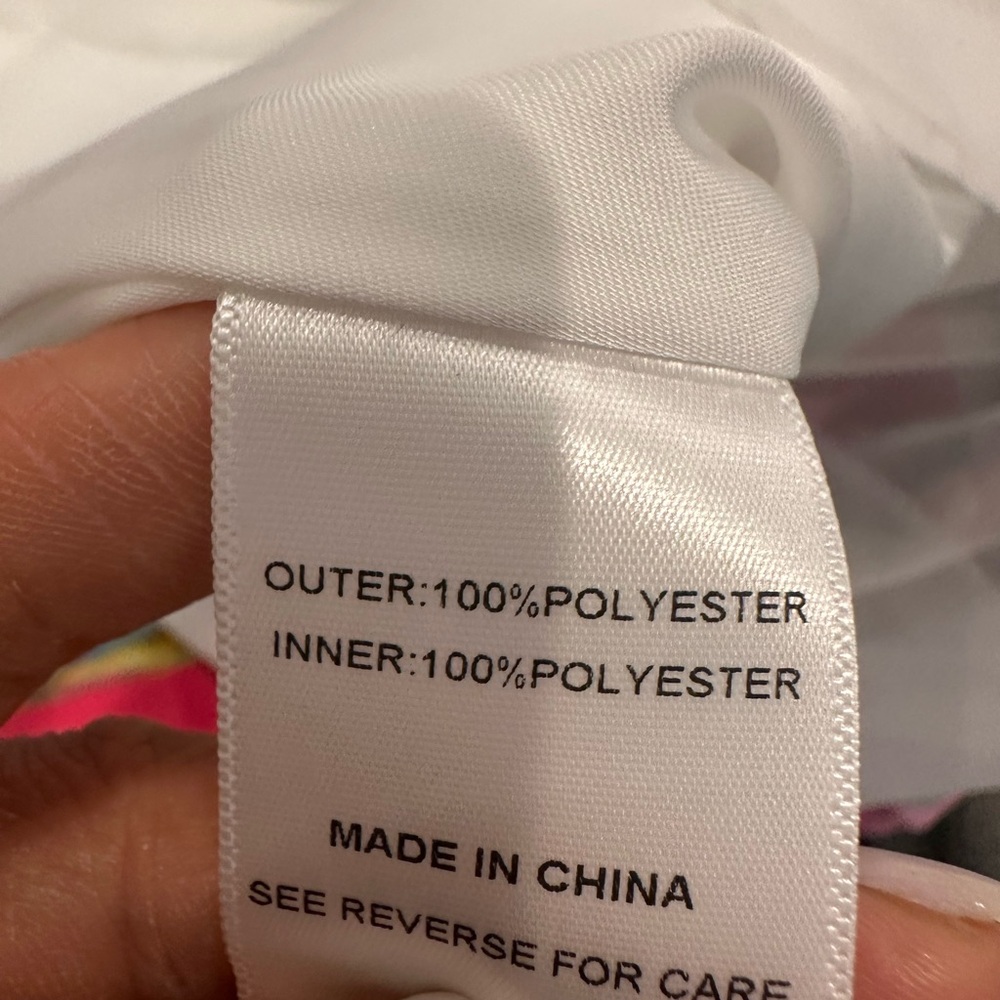 OUTER:100%POLYESTER
INNER:100%POLYESTER
MADE IN CHINA
SEE REVERSE FOR CARE